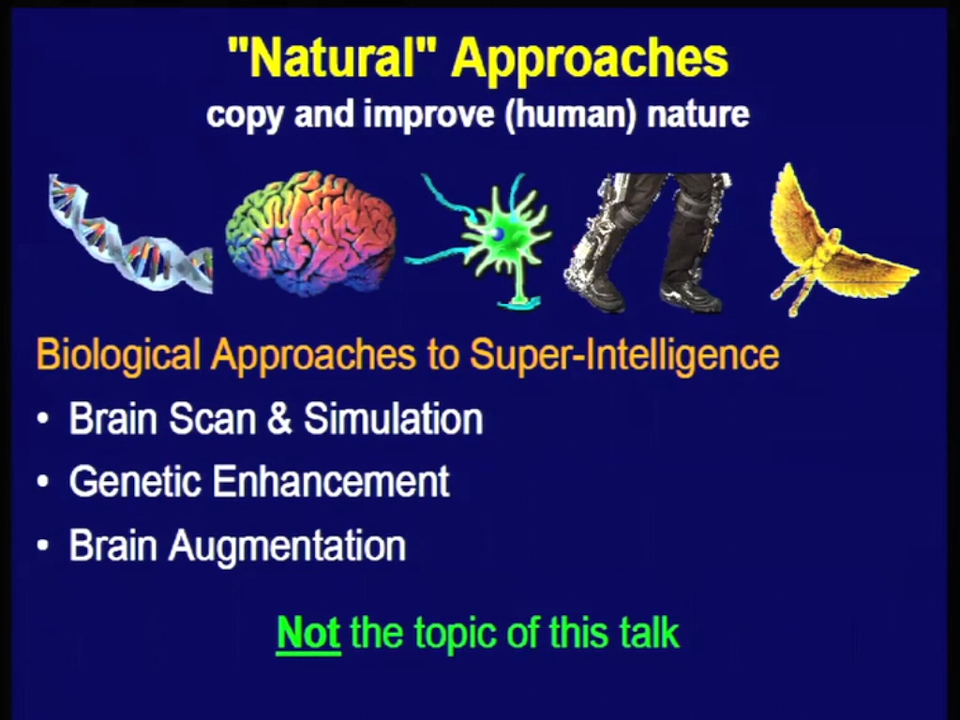 "Natural" Approaches
copy and improve (human) nature
Biological Approaches to Super-Intelligence
• Brain Scan & Simulation
• Genetic Enhancement
• Brain Augmentation
Not the topic of this talk